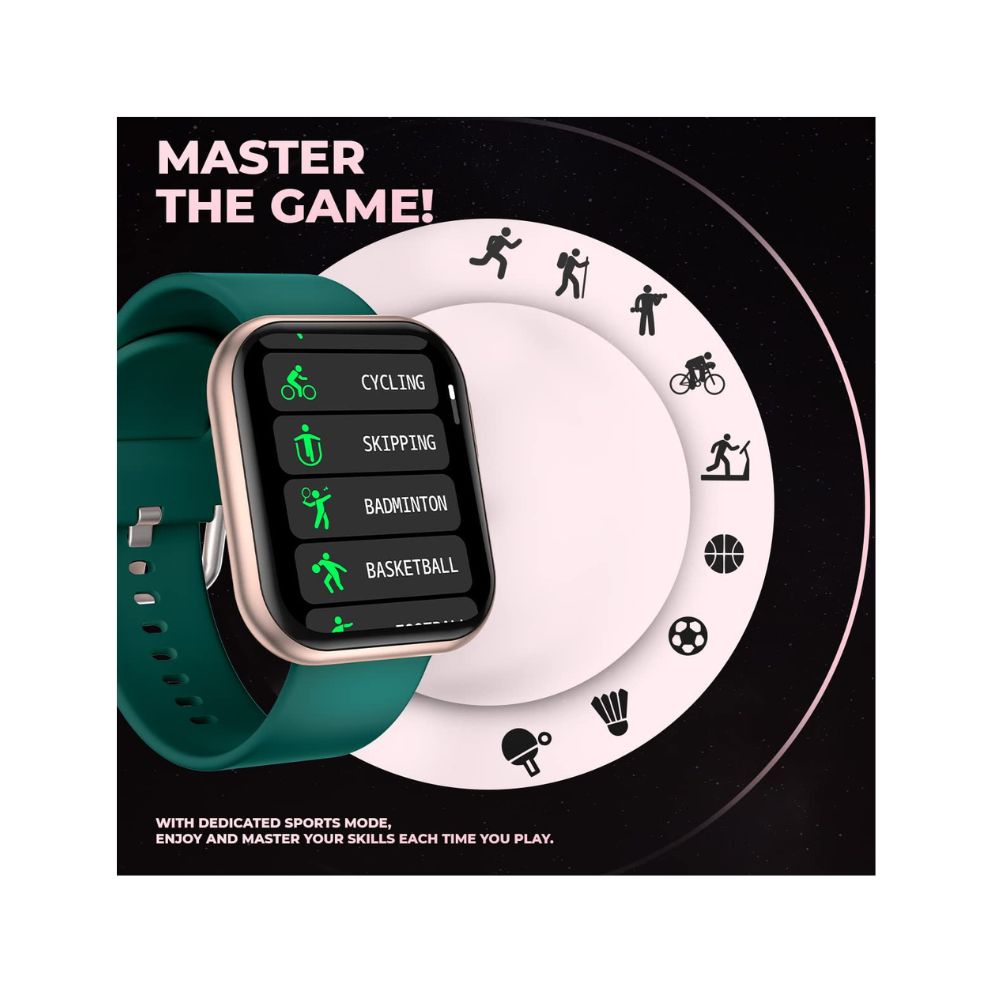 MASTER
THE GAME!
CYCLING
SKIPPING
BADMINTON
BASKETBALL
WITH DEDICATED SPORTS MODE,
ENJOY AND MASTER YOUR SKILLS EACH TIME YOU PLAY.